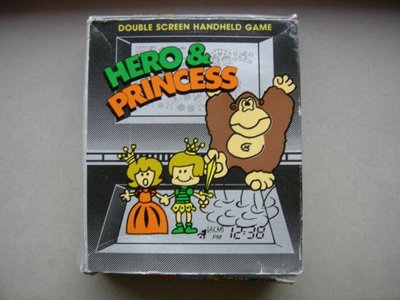 DOUBLE SCREEN HANDHELD GAME
HERO &
PRINCESS
(ALM)
PM 12:38